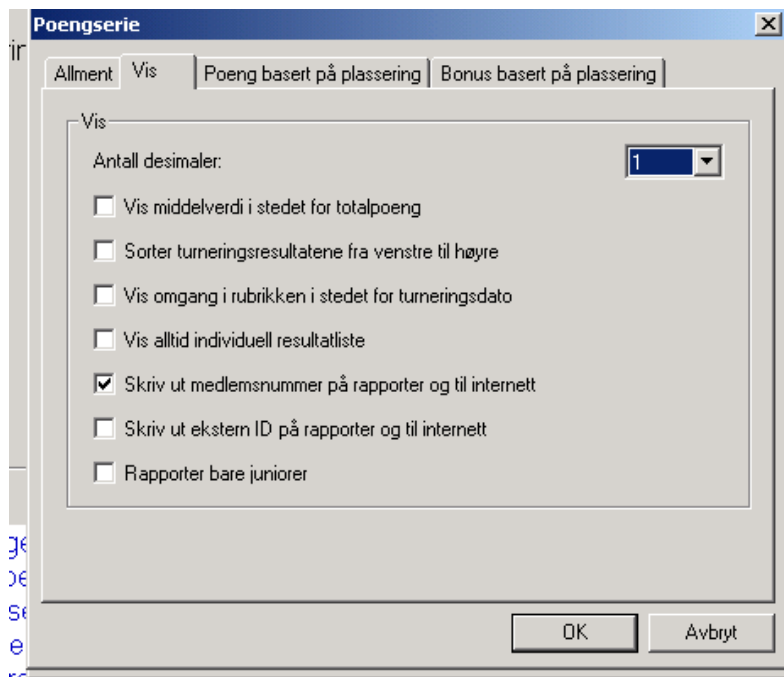 Poengserie
Allment Vis Poeng basert på plassering Bonus basert på plassering
Vis
Antall desimaler: 1
Vis middelverdi i stedet for totalpoeng
Sorter turneringsresultatene fra venstre til høyre
Vis omgang i rubrikken i stedet for turneringsdato
Vis alltid individuell resultatliste
Skriv ut medlemsnummer på rapporter og til internett
Skriv ut ekstern ID på rapporter og til internett
Rapporter bare juniorer
OK Avbryt